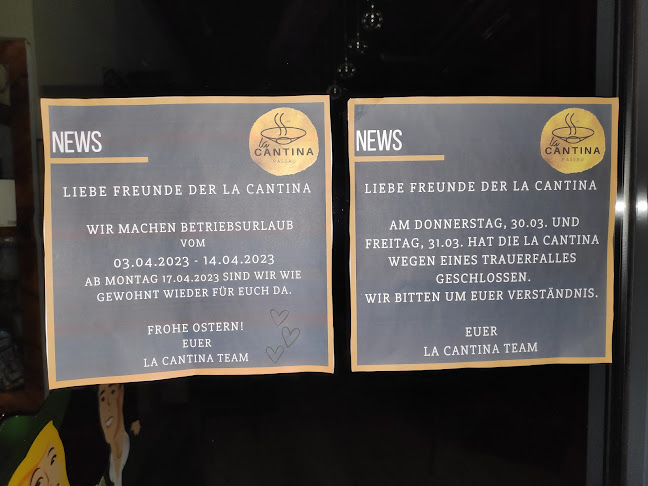 NEWS
la
CANTINA
PASSAU
LIEBE FREUNDE DER LA CANTINA
WIR MACHEN BETRIEBSURLAUB
VOM
03.04.2023 - 14.04.2023
AB MONTAG 17.04.2023 SIND WIR WIE
GEWOHNT WIEDER FÜR EUCH DA.
FROHE OSTERN!
EUER
LA CANTINA TEAM
NEWS
la
CANTINA
PASSAU
LIEBE FREUNDE DER LA CANTINA
AM DONNERSTAG, 30.03. UND
FREITAG, 31.03. HAT DIE LA CANTINA
WEGEN EINES TRAUERFALLES
GESCHLOSSEN.
WIR BITTEN UM EUER VERSTÄNDNIS.
EUER
LA CANTINA TEAM